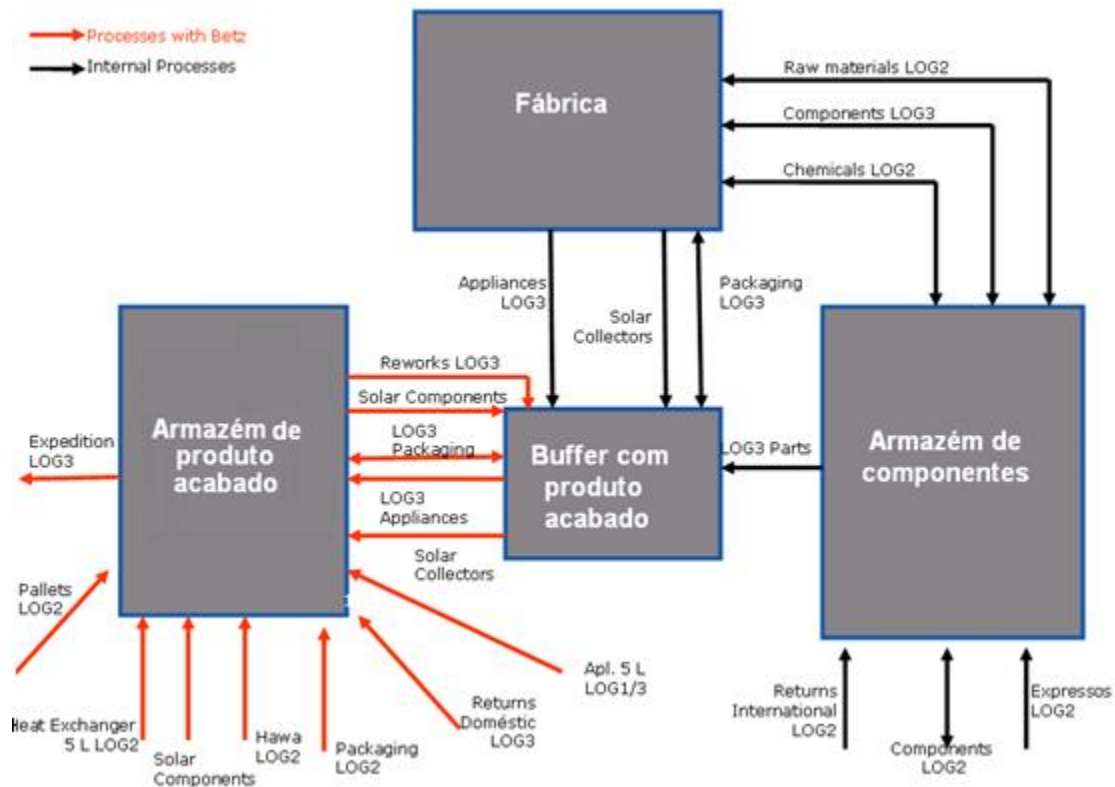 Processes with Betz
Internal Processes
Fábrica
Raw materials LOG2
Components LOG3
Chemicals LOG2
Appliances
LOG3
Solar
Collectors
Packaging
LOG3
Armazém de
produto
acabado
Reworks LOG3
Solar Components
LOG3
Packaging
LOG3
Appliances
Solar
Collectors
Expedition
LOG3
Buffer com
produto
acabado
LOG3 Parts
Armazém de
componentes
Pallets
LOG2
Heat Exchanger
5 L LOG2
Solar
Components
Hawa
LOG2
Packaging
LOG2
Returns
Doméstic
LOG3
Apl. 5 L
LOG1/3
Returns
International
LOG2
Components
LOG2
Expressos
LOG2